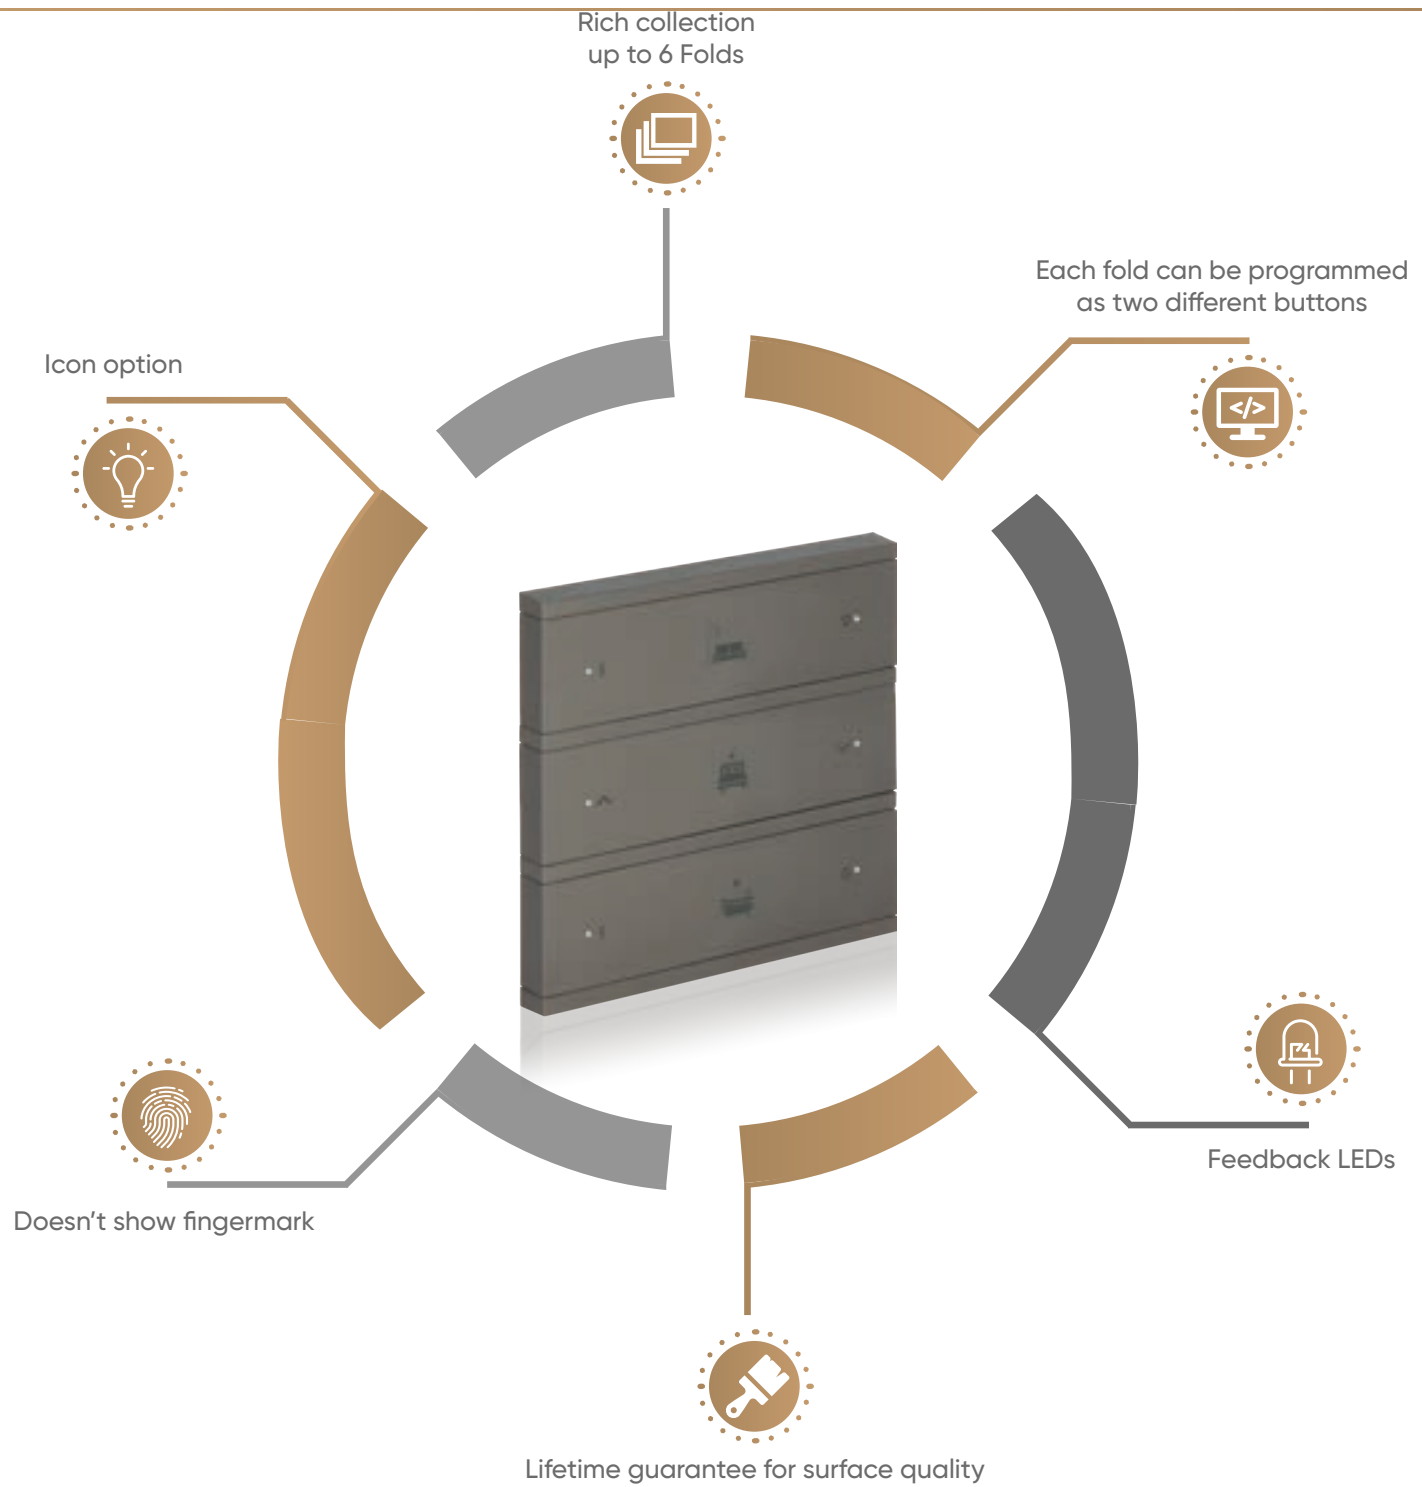 Rich collection
up to 6 Folds
Each fold can be programmed
as two different buttons
Icon option
</>
Feedback LEDs
Doesn't show fingermark
Lifetime guarantee for surface quality